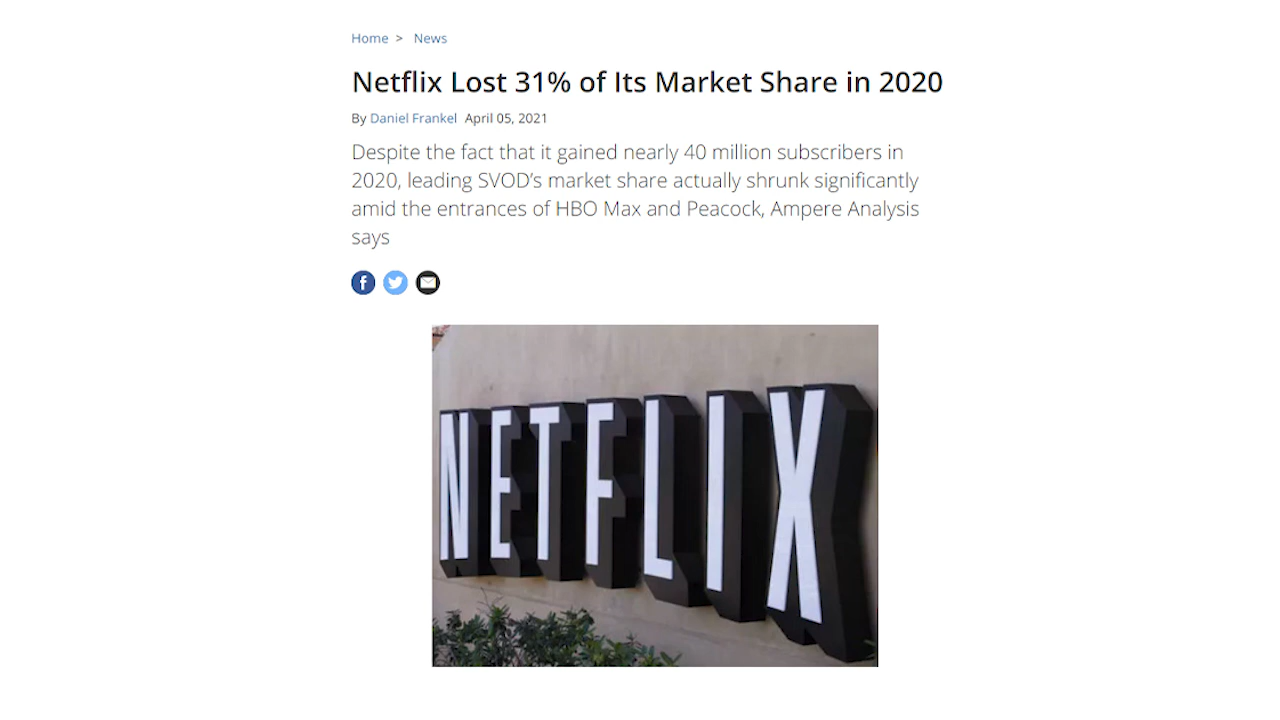 Home > News
Netflix Lost 31% of Its Market Share in 2020
By Daniel Frankel April 05, 2021
Despite the fact that it gained nearly 40 million subscribers in
2020, leading SVOD's market share actually shrunk significantly
amid the entrances of HBO Max and Peacock, Ampere Analysis
says
NETFLIX